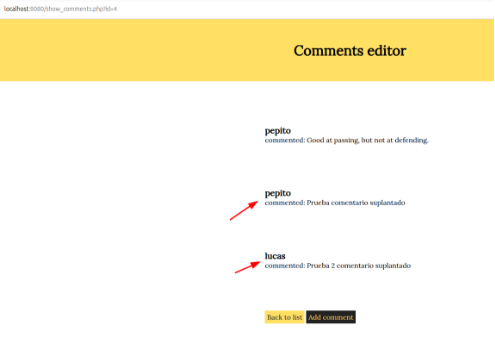 localhost:8080/show_comments.php?id=#
Comments editor
pepito
commented: Good at passing, but not at defending.
pepito
commented: Prueba comentario suplantado
lucas
commented: Prueba 2 comentario suplantado
Back to list Add comment